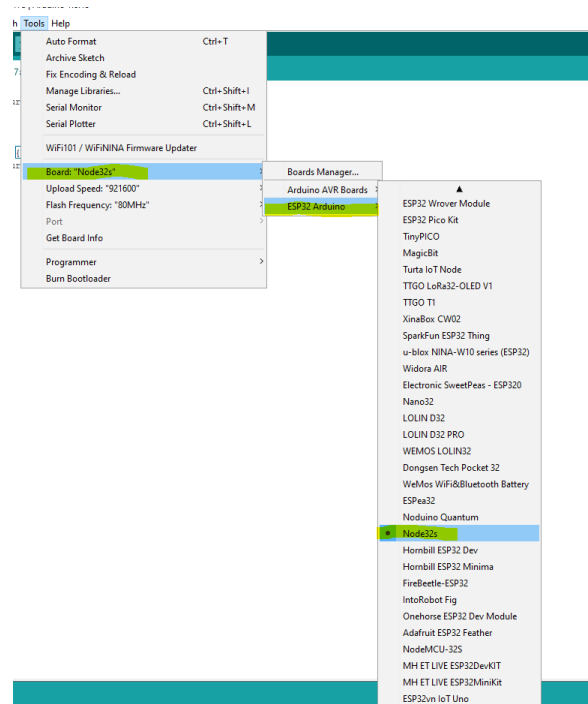 h Tools Help
Auto Format Ctrl+T
Archive Sketch
Fix Encoding & Reload
Manage Libraries... Ctrl+Shift+I
Serial Monitor Ctrl+Shift+M
Serial Plotter Ctrl+Shift+L
WiFi101 / WiFiNINA Firmware Updater
Board: "Node32s"
Upload Speed: "921600"
Flash Frequency: "80MHz"
Port
Get Board Info
Programmer
Burn Bootloader
Boards Manager...
Arduino AVR Boards
ESP32 Arduino
ESP32 Wrover Module
ESP32 Pico Kit
TinyPICO
MagicBit
Turta IoT Node
TTGO LoRa32-OLED V1
TTGO T1
XinaBox CW02
SparkFun ESP32 Thing
u-blox NINA-W10 series (ESP32)
Widora AIR
Electronic SweetPeas - ESP320
Nano32
LOLIN D32
LOLIN D32 PRO
WEMOS LOLIN32
Dongsen Tech Pocket 32
WeMos WiFi&Bluetooth Battery
ESPea32
Noduino Quantum
Node32s
Hornbill ESP32 Dev
Hornbill ESP32 Minima
FireBeetle-ESP32
IntoRobot Fig
Onehorse ESP32 Dev Module
Adafruit ESP32 Feather
NodeMCU-32S
MH ET LIVE ESP32DevKIT
MH ET LIVE ESP32MiniKit
ESP32vn IoT Uno